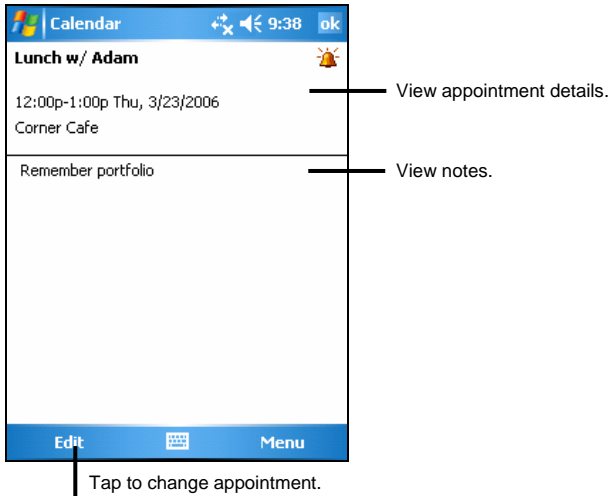 Calendar 9:38 ok
Lunch w/ Adam
12:00p-1:00p Thu, 3/23/2006
Corner Cafe
View appointment details.
Remember portfolio
View notes.
Edit Menu
Tap to change appointment.